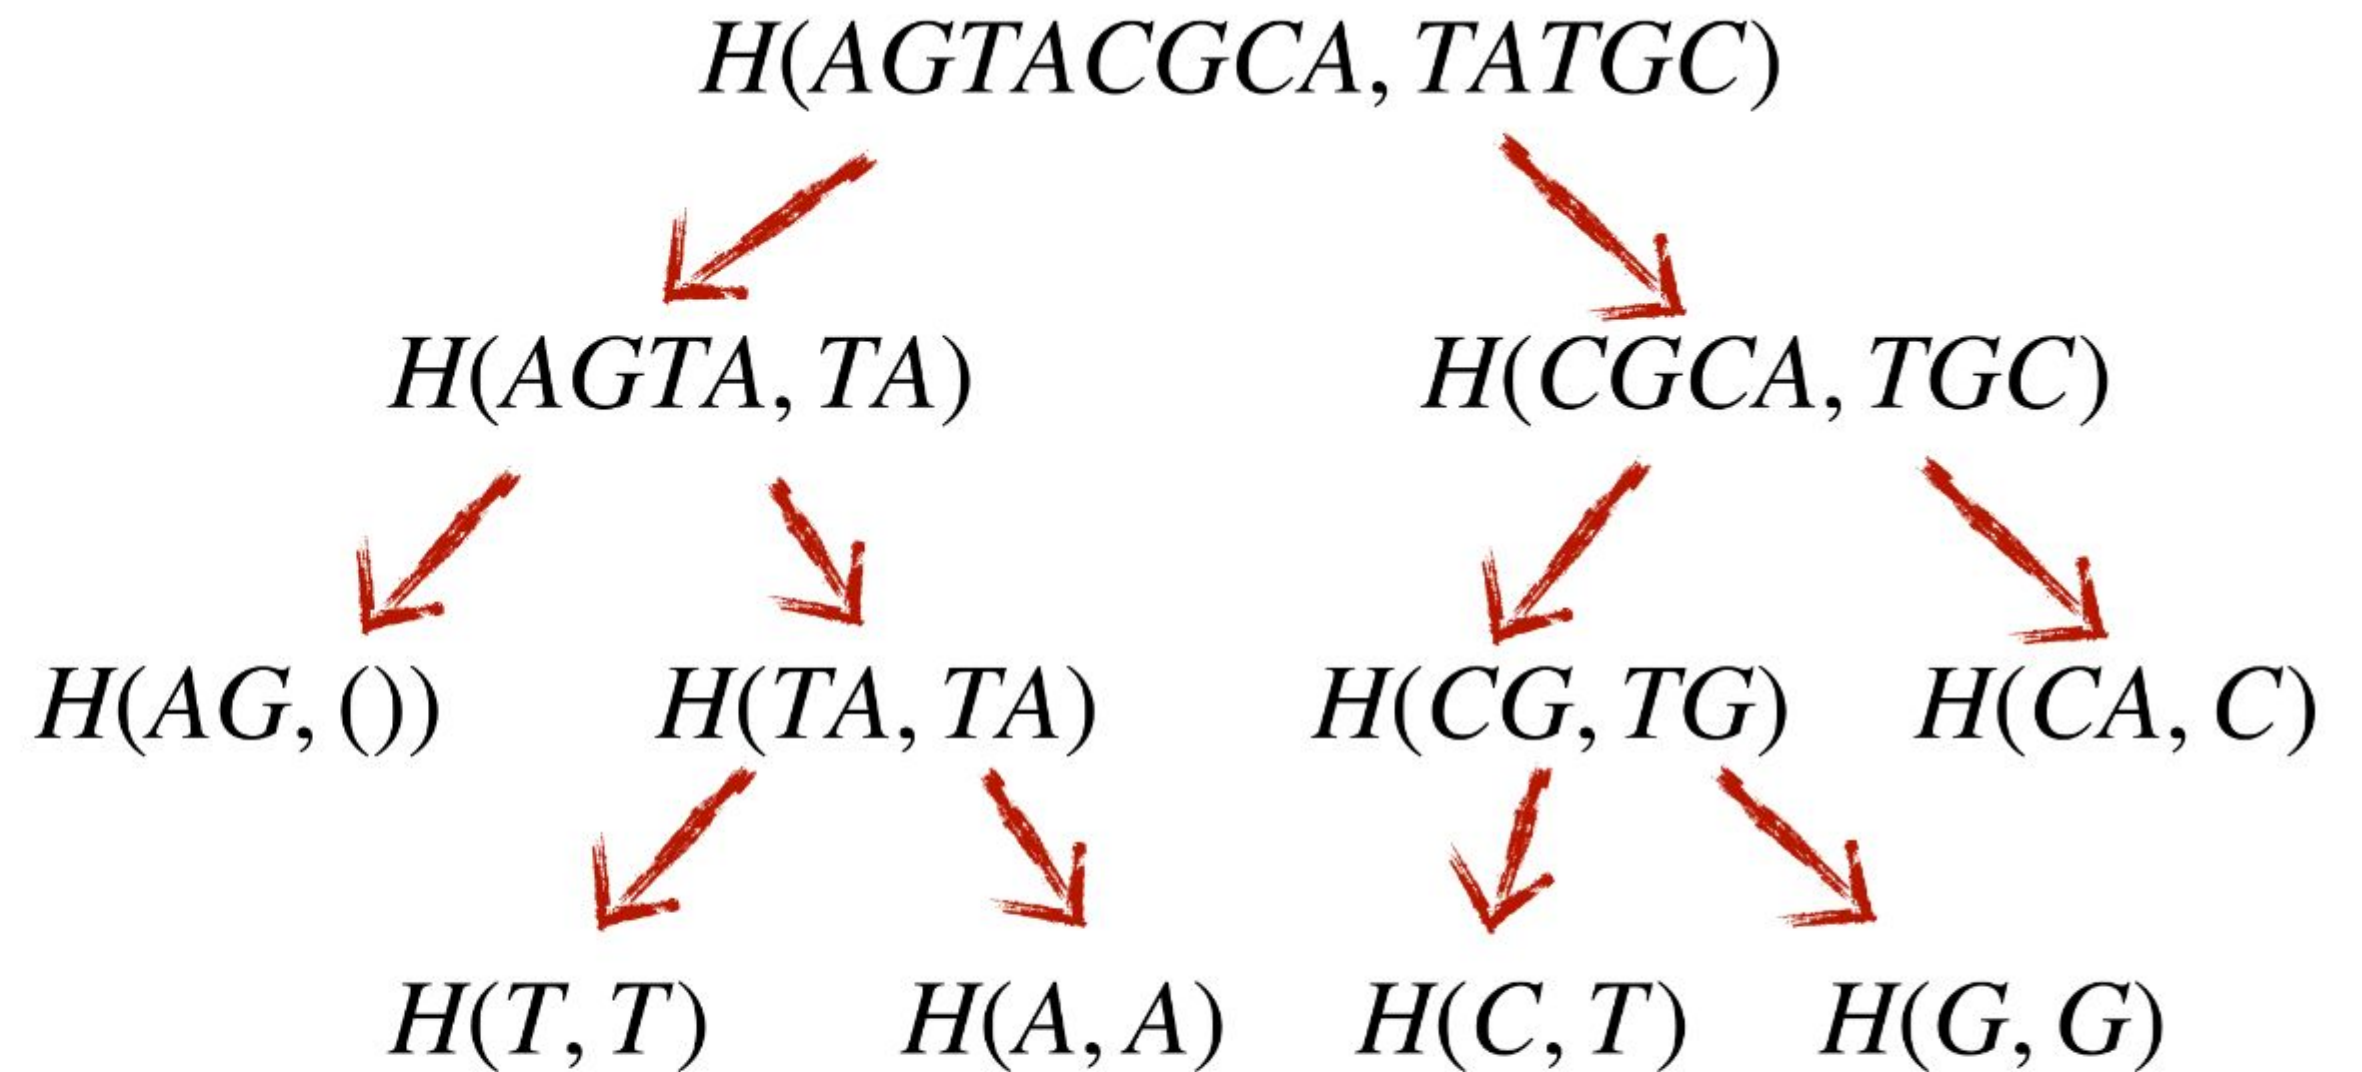 H(AGTACGCA, TATGC)
H(AGTA, TA) H(CGCA, TGC)
H(AG, ()) H(TA, TA) H(CG, TG) H(CA, C)
H(T, T) H(A, A) H(C, T) H(G, G)